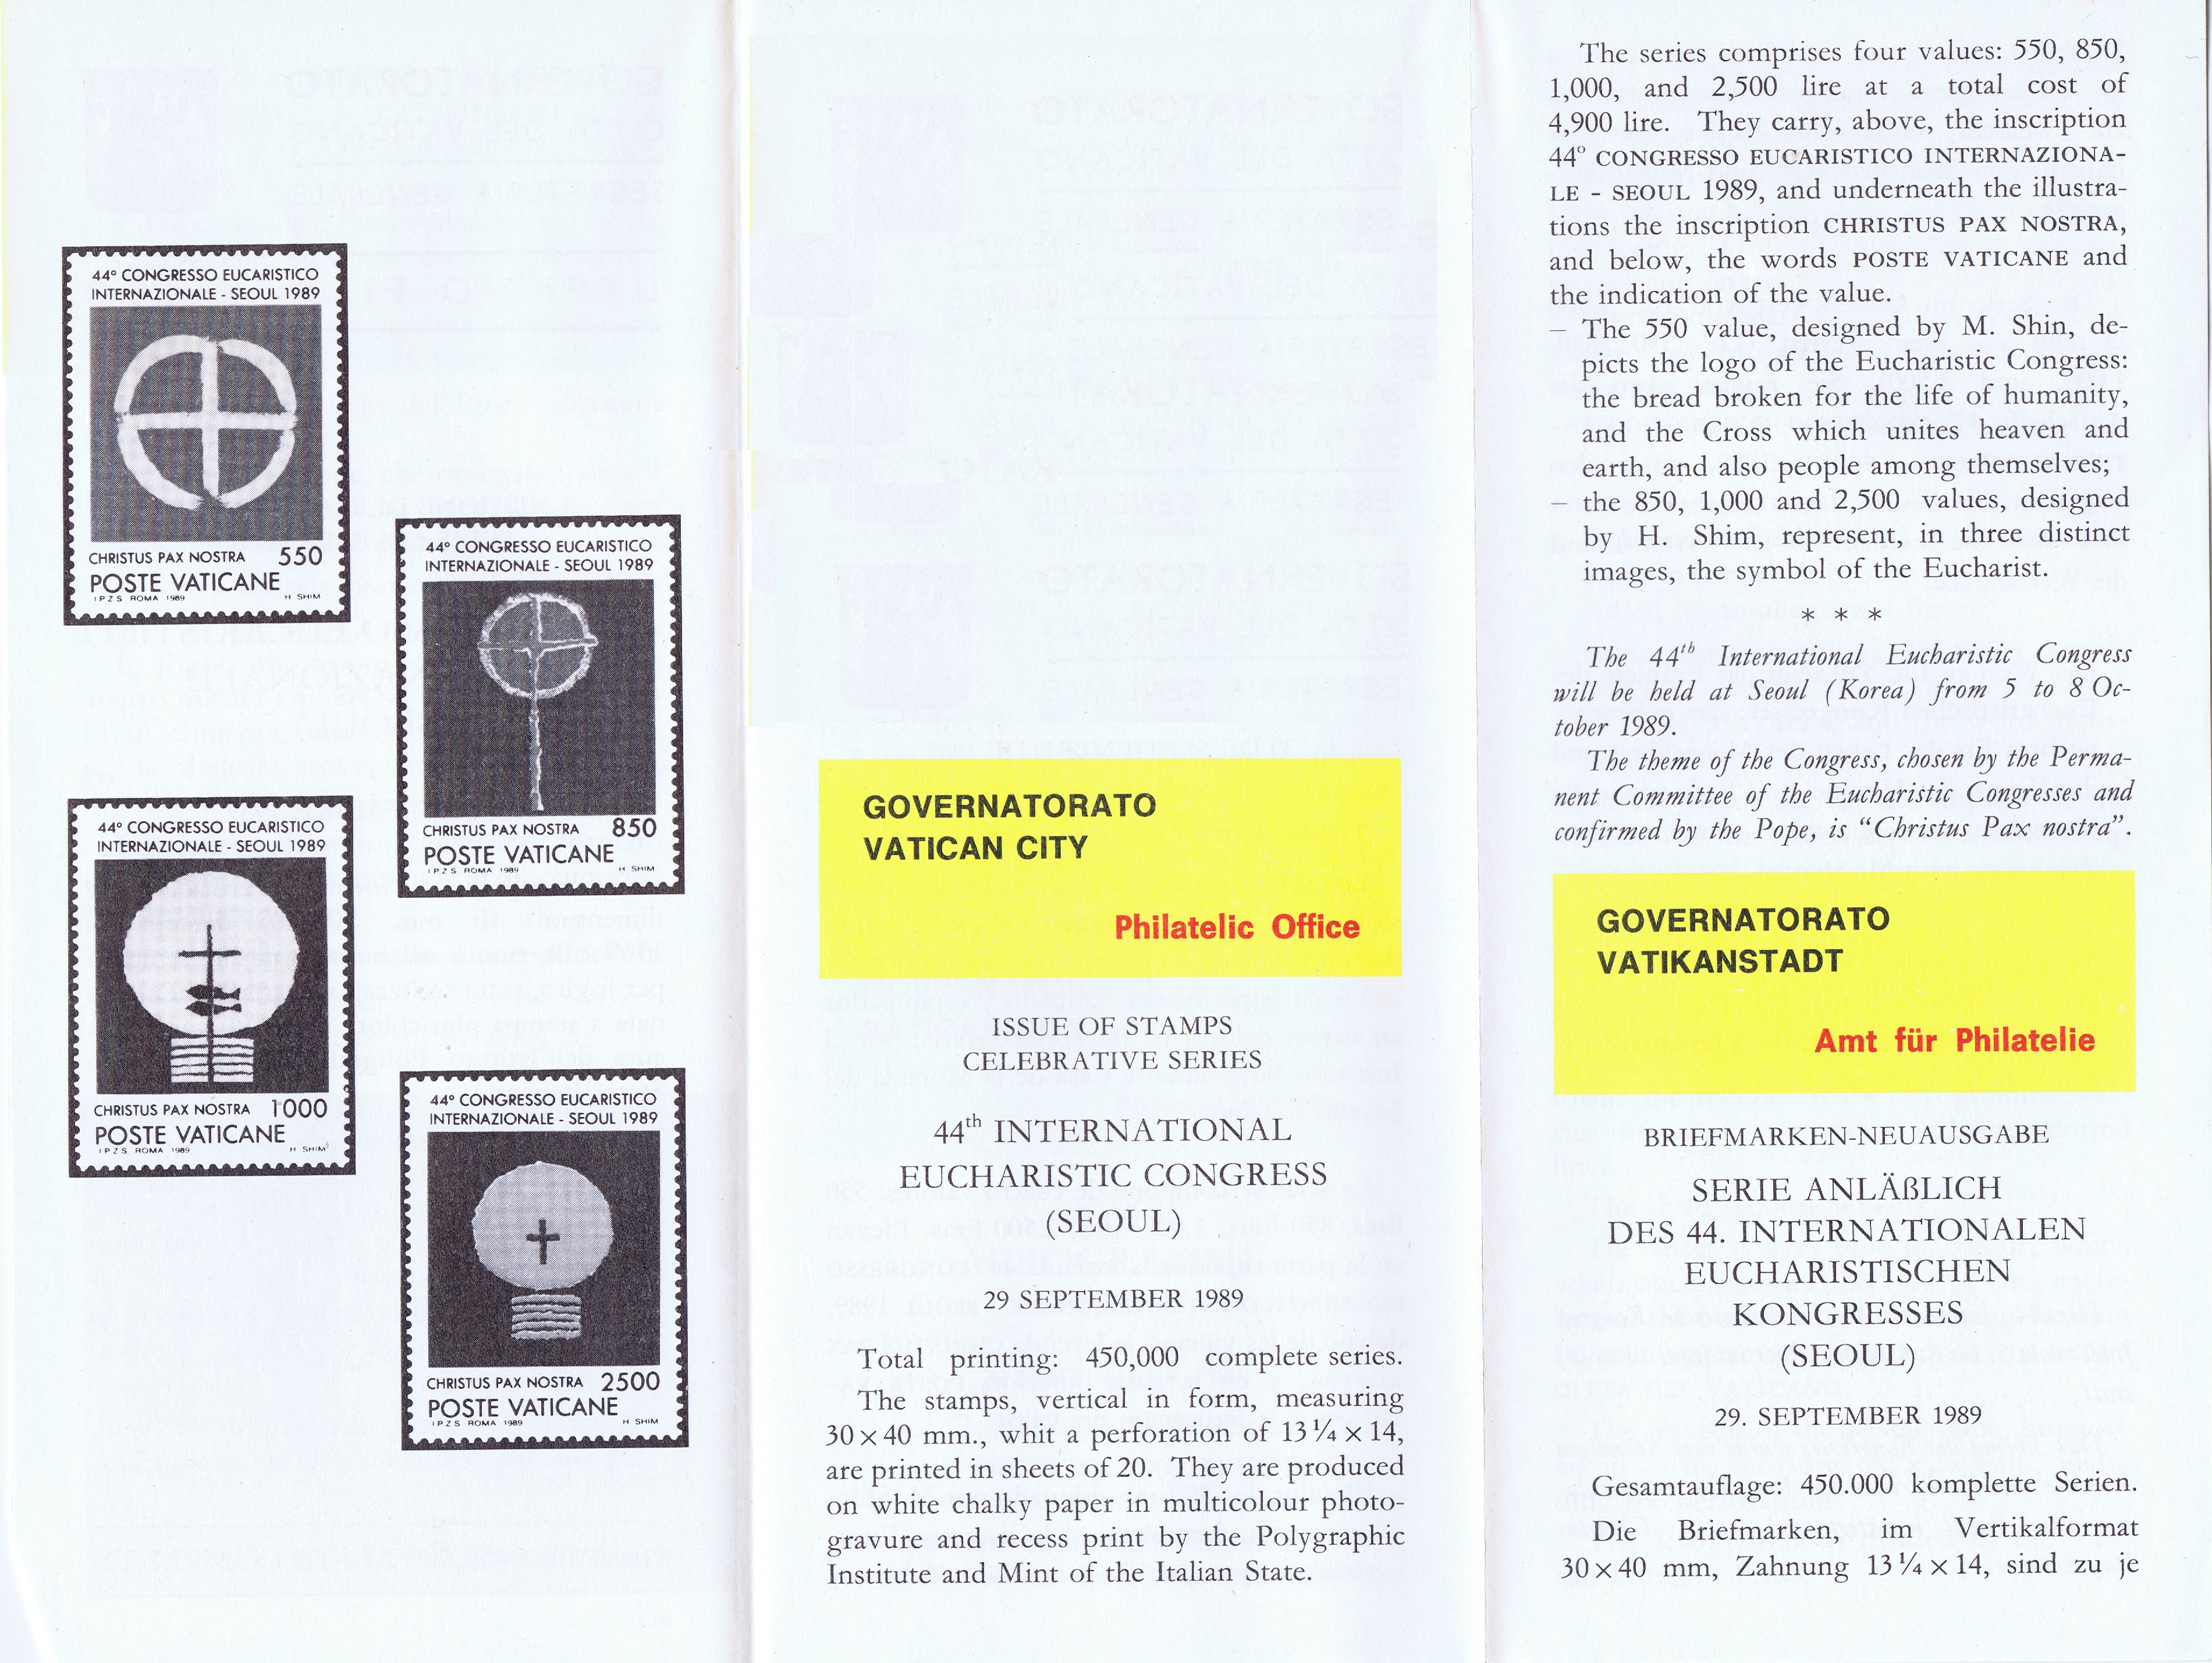 44° CONGRESSO EUCARISTICO
INTERNAZIONALE - SEOUL 1989
CHRISTUS PAX NOSTRA 550
POSTE VATICANE
I P Z S ROMA 1989 H SHIM
44° CONGRESSO EUCARISTICO
INTERNAZIONALE - SEOUL 1989
CHRISTUS PAX NOSTRA 850
POSTE VATICANE
I P Z S ROMA 1989 H SHIM
44° CONGRESSO EUCARISTICO
INTERNAZIONALE - SEOUL 1989
CHRISTUS PAX NOSTRA 1000
POSTE VATICANE
I P Z S ROMA 1989 H SHIM
44° CONGRESSO EUCARISTICO
INTERNAZIONALE - SEOUL 1989
CHRISTUS PAX NOSTRA 2500
POSTE VATICANE
I P Z S ROMA 1989 H SHIM
GOVERNATORATO
VATICAN CITY
Philatelic Office
ISSUE OF STAMPS
CELEBRATIVE SERIES
44th INTERNATIONAL
EUCHARISTIC CONGRESS
(SEOUL)
29 SEPTEMBER 1989
Total printing: 450,000 complete series.
The stamps, vertical in form, measuring
30 × 40 mm., whit a perforation of 13 ¼ × 14,
are printed in sheets of 20. They are produced
on white chalky paper in multicolour photo-
gravure and recess print by the Polygraphic
Institute and Mint of the Italian State.
The series comprises four values: 550, 850,
1,000, and 2,500 lire at a total cost of
4,900 lire. They carry, above, the inscription
44° CONGRESSO EUCARISTICO INTERNAZIONA-
LE - SEOUL 1989, and underneath the illustra-
tions the inscription CHRISTUS PAX NOSTRA,
and below, the words POSTE VATICANE and
the indication of the value.
– The 550 value, designed by M. Shin, de-
picts the logo of the Eucharistic Congress:
the bread broken for the life of humanity,
and the Cross which unites heaven and
earth, and also people among themselves;
– the 850, 1,000 and 2,500 values, designed
by H. Shim, represent, in three distinct
images, the symbol of the Eucharist.
* * *
The 44th International Eucharistic Congress
will be held at Seoul (Korea) from 5 to 8 Oc-
tober 1989.
The theme of the Congress, chosen by the Perma-
nent Committee of the Eucharistic Congresses and
confirmed by the Pope, is “Christus Pax nostra”.
GOVERNATORATO
VATIKANSTADT
Amt für Philatelie
BRIEFMARKEN-NEUAUSGABE
SERIE ANLÄßLICH
DES 44. INTERNATIONALEN
EUCHARISTISCHEN
KONGRESSES
(SEOUL)
29. SEPTEMBER 1989
Gesamtauflage: 450.000 komplette Serien.
Die Briefmarken, im Vertikalformat
30 × 40 mm, Zahnung 13 ¼ × 14, sind zu je